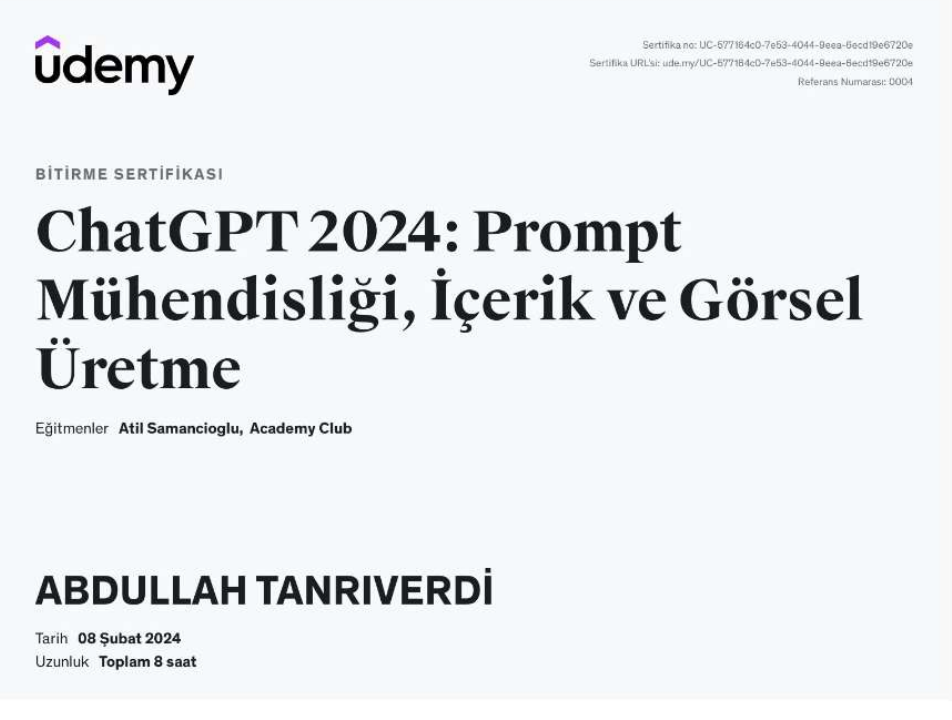 udemy
Sertifika no: UC-577164c0-7e53-4044-9eea-6ecd19e6720e
Sertifika URL'si: ude.my/UC-577164c0-7e53-4044-9eea-6ecd19e6720e
Referans Numarası: 0004
BİTİRME SERTİFİKASI
ChatGPT 2024: Prompt
Mühendisliği, İçerik ve Görsel
Üretme
Eğitmenler Atil Samancioglu, Academy Club
ABDULLAH TANRIVERDİ
Tarih 08 Şubat 2024
Uzunluk Toplam 8 saat